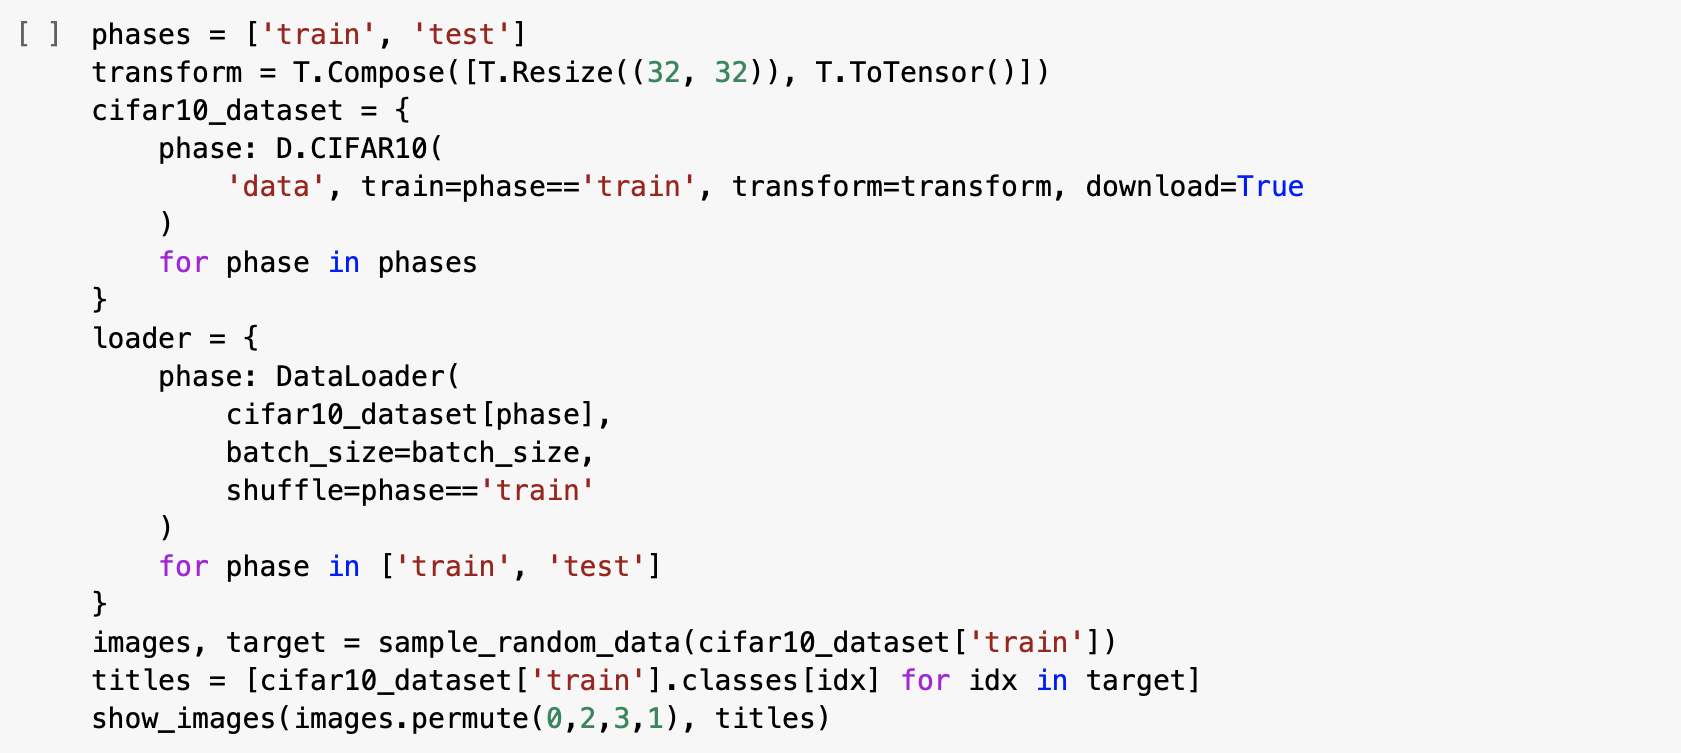 [ ] phases = ['train', 'test']
transform = T.Compose([T.Resize((32, 32)), T.ToTensor()])
cifar10_dataset = {
    phase: D.CIFAR10(
        'data', train=phase=='train', transform=transform, download=True
    )
    for phase in phases
}
loader = {
    phase: DataLoader(
        cifar10_dataset[phase],
        batch_size=batch_size,
        shuffle=phase=='train'
    )
    for phase in ['train', 'test']
}
images, target = sample_random_data(cifar10_dataset['train'])
titles = [cifar10_dataset['train'].classes[idx] for idx in target]
show_images(images.permute(0,2,3,1), titles)